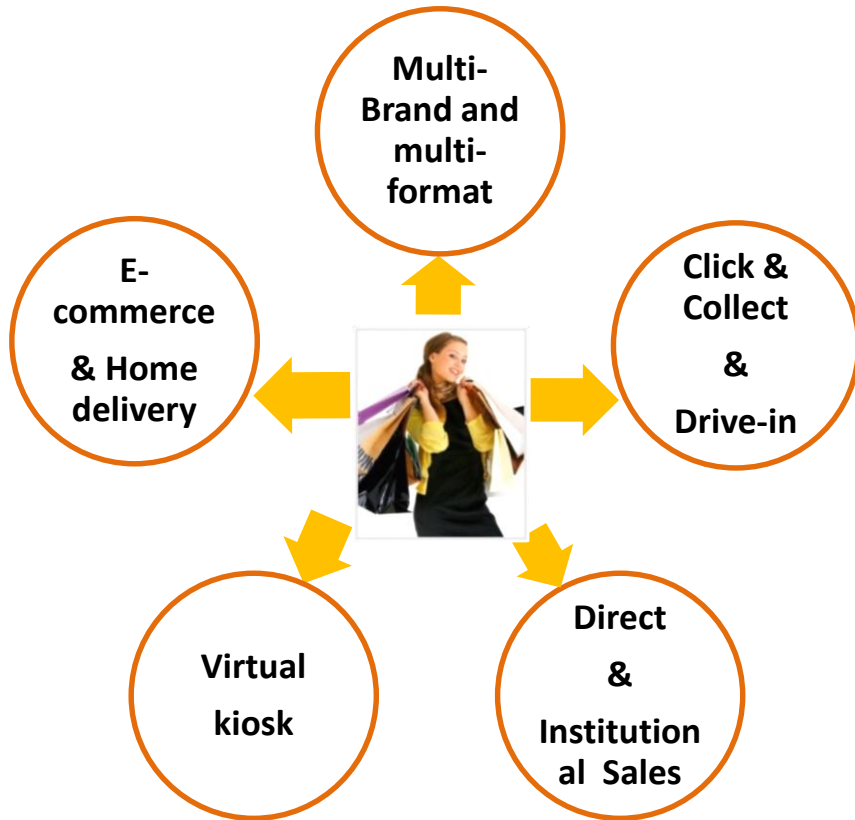 Multi-
Brand and
multi-
format
E-
commerce
& Home
delivery
Click &
Collect
&
Drive-in
Virtual
kiosk
Direct
&
Institution
al Sales